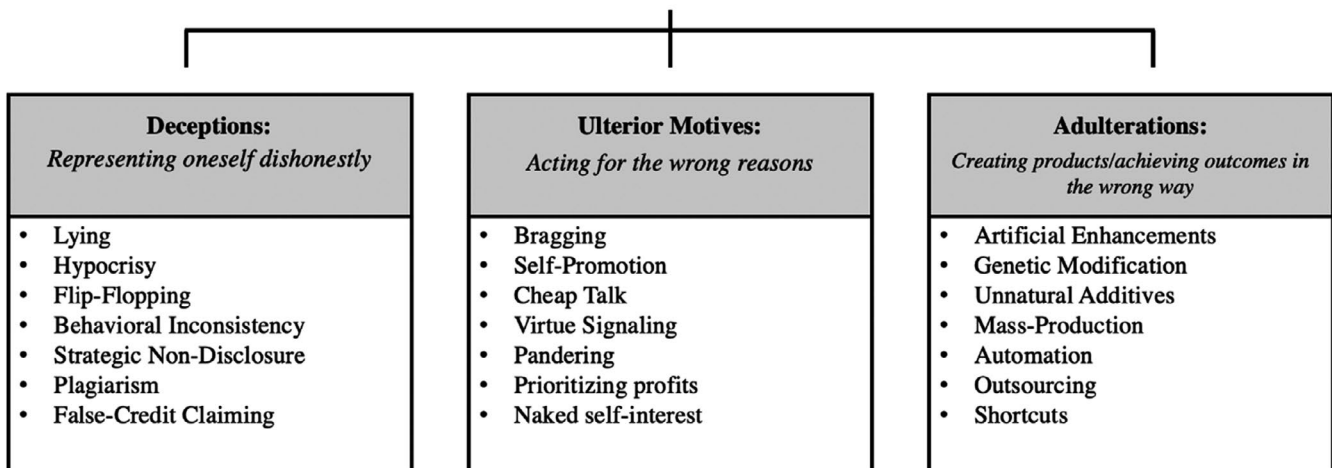 Deceptions:
Representing oneself dishonestly
• Lying
• Hypocrisy
• Flip-Flopping
• Behavioral Inconsistency
• Strategic Non-Disclosure
• Plagiarism
• False-Credit Claiming
Ulterior Motives:
Acting for the wrong reasons
• Bragging
• Self-Promotion
• Cheap Talk
• Virtue Signaling
• Pandering
• Prioritizing profits
• Naked self-interest
Adulterations:
Creating products/achieving outcomes in
the wrong way
• Artificial Enhancements
• Genetic Modification
• Unnatural Additives
• Mass-Production
• Automation
• Outsourcing
• Shortcuts